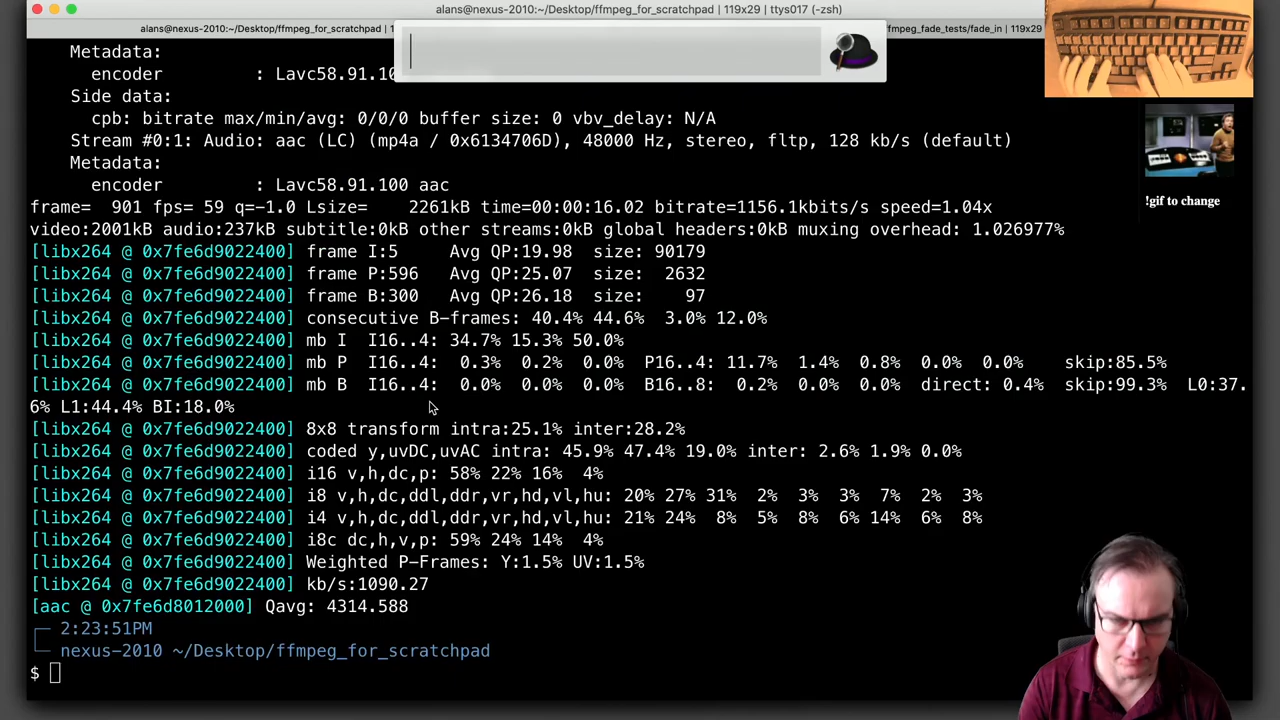 alans@nexus-2010:~/Desktop/ffmpeg_for_scratchpad | 119x29 | ttys017 (-zsh)
alans@nexus-2010:~/Desktop/ffmpeg_for_scratchpad | 1
ffmpeg_fade_tests/fade_in | 119x29
Metadata:
encoder : Lavc58.91.100
Side data:
cpb: bitrate max/min/avg: 0/0/0 buffer size: 0 vbv_delay: N/A
Stream #0:1: Audio: aac (LC) (mp4a / 0x6134706D), 48000 Hz, stereo, fltp, 128 kb/s (default)
Metadata:
encoder : Lavc58.91.100 aac
frame= 901 fps= 59 q=-1.0 Lsize= 2261kB time=00:00:16.02 bitrate=1156.1kbits/s speed=1.04x
video:2001kB audio:237kB subtitle:0kB other streams:0kB global headers:0kB muxing overhead: 1.026977%
[libx264 @ 0x7fe6d9022400] frame I:5 Avg QP:19.98 size: 90179
[libx264 @ 0x7fe6d9022400] frame P:596 Avg QP:25.07 size: 2632
[libx264 @ 0x7fe6d9022400] frame B:300 Avg QP:26.18 size: 97
[libx264 @ 0x7fe6d9022400] consecutive B-frames: 40.4% 44.6% 3.0% 12.0%
[libx264 @ 0x7fe6d9022400] mb I I16..4: 34.7% 15.3% 50.0%
[libx264 @ 0x7fe6d9022400] mb P I16..4: 0.3% 0.2% 0.0% P16..4: 11.7% 1.4% 0.8% 0.0% 0.0% skip:85.5%
[libx264 @ 0x7fe6d9022400] mb B I16..4: 0.0% 0.0% 0.0% B16..8: 0.2% 0.0% 0.0% direct: 0.4% skip:99.3% L0:37.
6% L1:44.4% BI:18.0%
[libx264 @ 0x7fe6d9022400] 8x8 transform intra:25.1% inter:28.2%
[libx264 @ 0x7fe6d9022400] coded y,uvDC,uvAC intra: 45.9% 47.4% 19.0% inter: 2.6% 1.9% 0.0%
[libx264 @ 0x7fe6d9022400] i16 v,h,dc,p: 58% 22% 16% 4%
[libx264 @ 0x7fe6d9022400] i8 v,h,dc,ddl,ddr,vr,hd,vl,hu: 20% 27% 31% 2% 3% 3% 7% 2% 3%
[libx264 @ 0x7fe6d9022400] i4 v,h,dc,ddl,ddr,vr,hd,vl,hu: 21% 24% 8% 5% 8% 6% 14% 6% 8%
[libx264 @ 0x7fe6d9022400] i8c dc,h,v,p: 59% 24% 14% 4%
[libx264 @ 0x7fe6d9022400] Weighted P-Frames: Y:1.5% UV:1.5%
[libx264 @ 0x7fe6d9022400] kb/s:1090.27
[aac @ 0x7fe6d8012000] Qavg: 4314.588
2:23:51PM
nexus-2010 ~/Desktop/ffmpeg_for_scratchpad
$
!gif to change